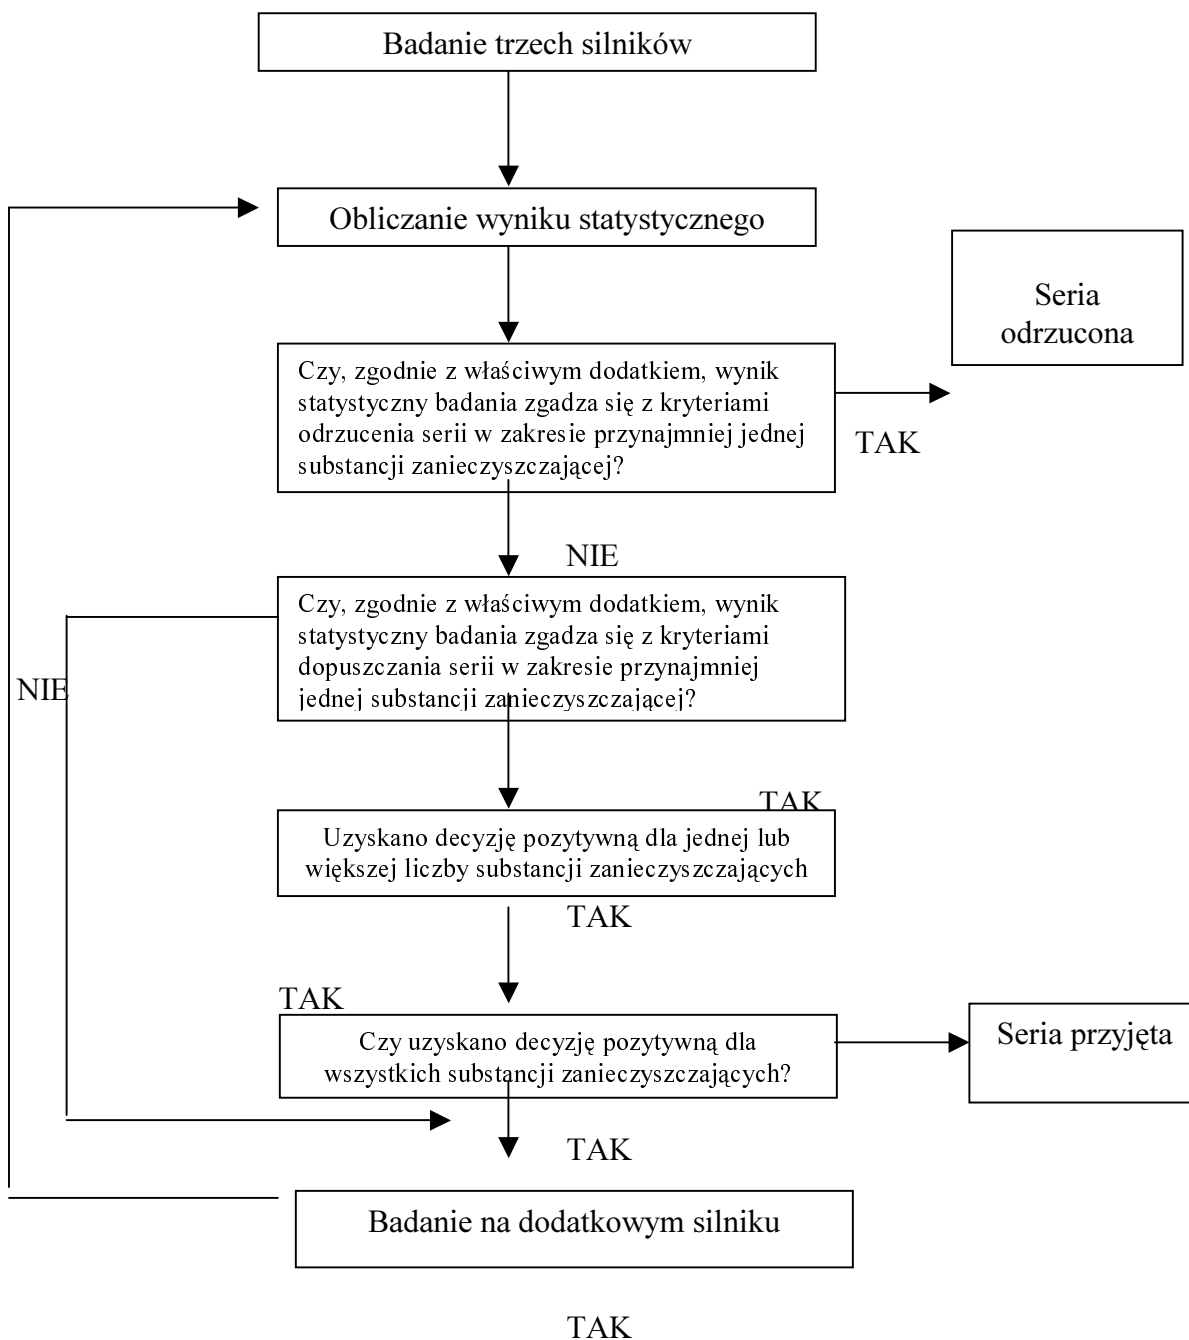 Badanie trzech silników
Obliczanie wyniku statystycznego
Seria
odrzucona
Czy, zgodnie z właściwym dodatkiem, wynik
statystyczny badania zgadza się z kryteriami
odrzucenia serii w zakresie przynajmniej jednej
substancji zanieczyszczającej?
TAK
NIE
Czy, zgodnie z właściwym dodatkiem, wynik
statystyczny badania zgadza się z kryteriami
dopuszczania serii w zakresie przynajmniej
jednej substancji zanieczyszczającej?
NIE
TAK
Uzyskano decyzję pozytywną dla jednej lub
większej liczby substancji zanieczyszczających
TAK
TAK
Czy uzyskano decyzję pozytywną dla
wszystkich substancji zanieczyszczających?
Seria przyjęta
TAK
Badanie na dodatkowym silniku
TAK